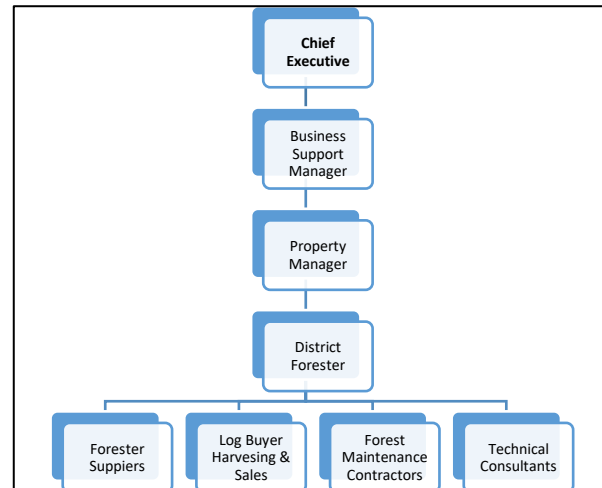 Chief
Executive
Business
Support
Manager
Property
Manager
District
Forester
Forester
Suppiers
Log Buyer
Harvesing &
Sales
Forest
Maintenance
Contractors
Technical
Consultants